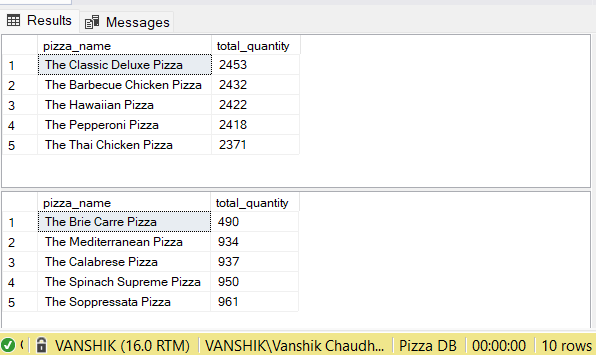 Results Messages
pizza_name total_quantity
1 The Classic Deluxe Pizza 2453
2 The Barbecue Chicken Pizza 2432
3 The Hawaiian Pizza 2422
4 The Pepperoni Pizza 2418
5 The Thai Chicken Pizza 2371
pizza_name total_quantity
1 The Brie Carre Pizza 490
2 The Mediterranean Pizza 934
3 The Calabrese Pizza 937
4 The Spinach Supreme Pizza 950
5 The Soppressata Pizza 961
VANSHIK (16.0 RTM) VANSHIK\Vanshik Chaudh... Pizza DB 00:00:00 10 rows